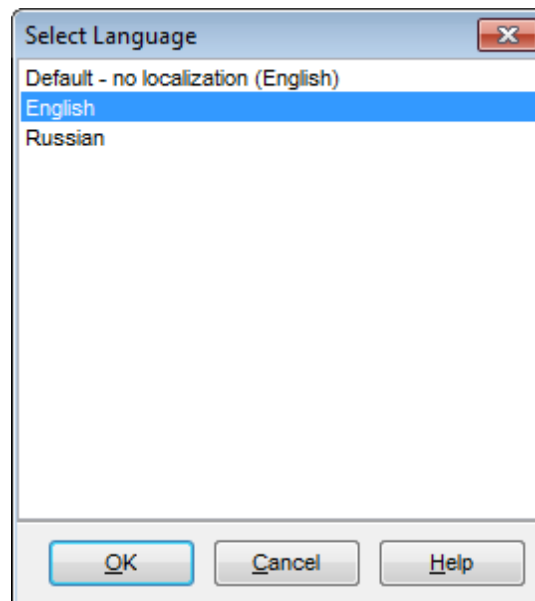 Select Language
Default - no localization (English)
English
Russian
OK
Cancel
Help